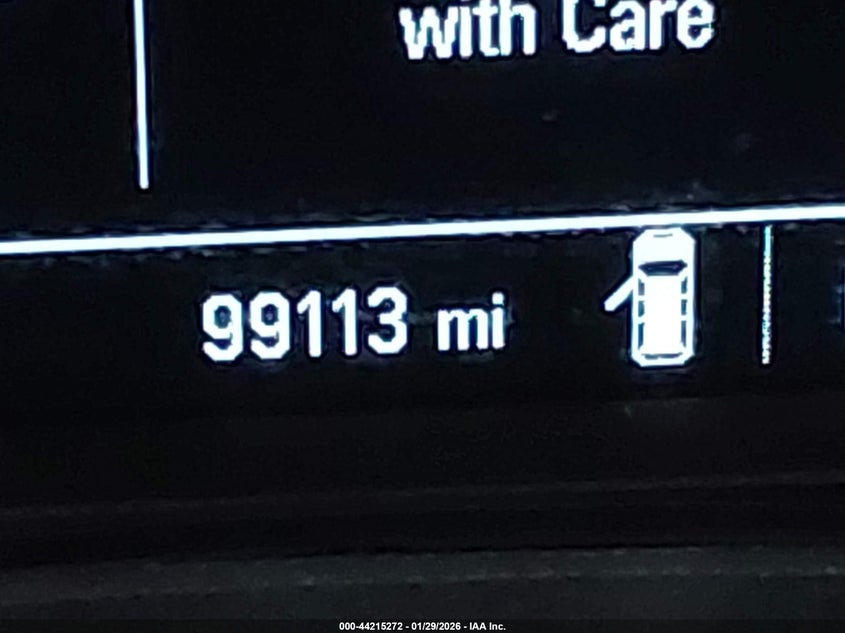 with Care
99113 mi
000-44215272 - 01/29/2026 - IAA Inc.